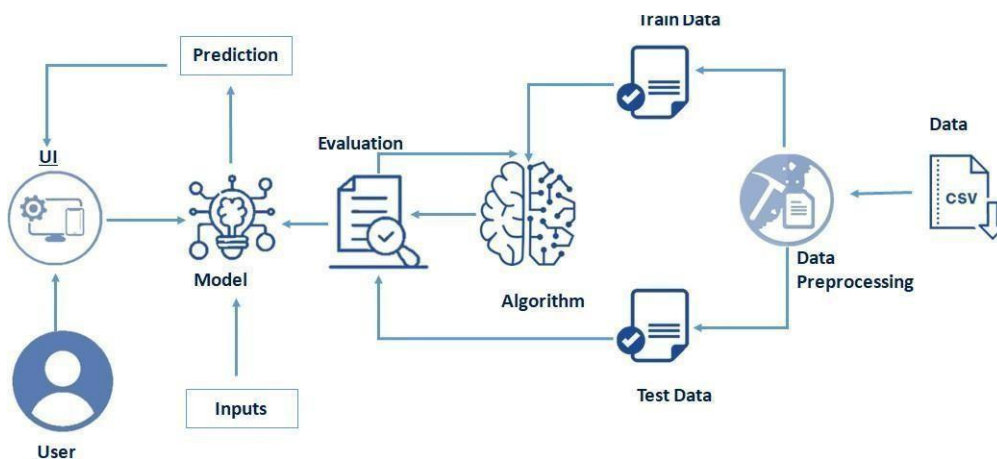 Train Data
Prediction
Evaluation
Data
UI
CSV
Data
Preprocessing
Model
Algorithm
Test Data
Inputs
User